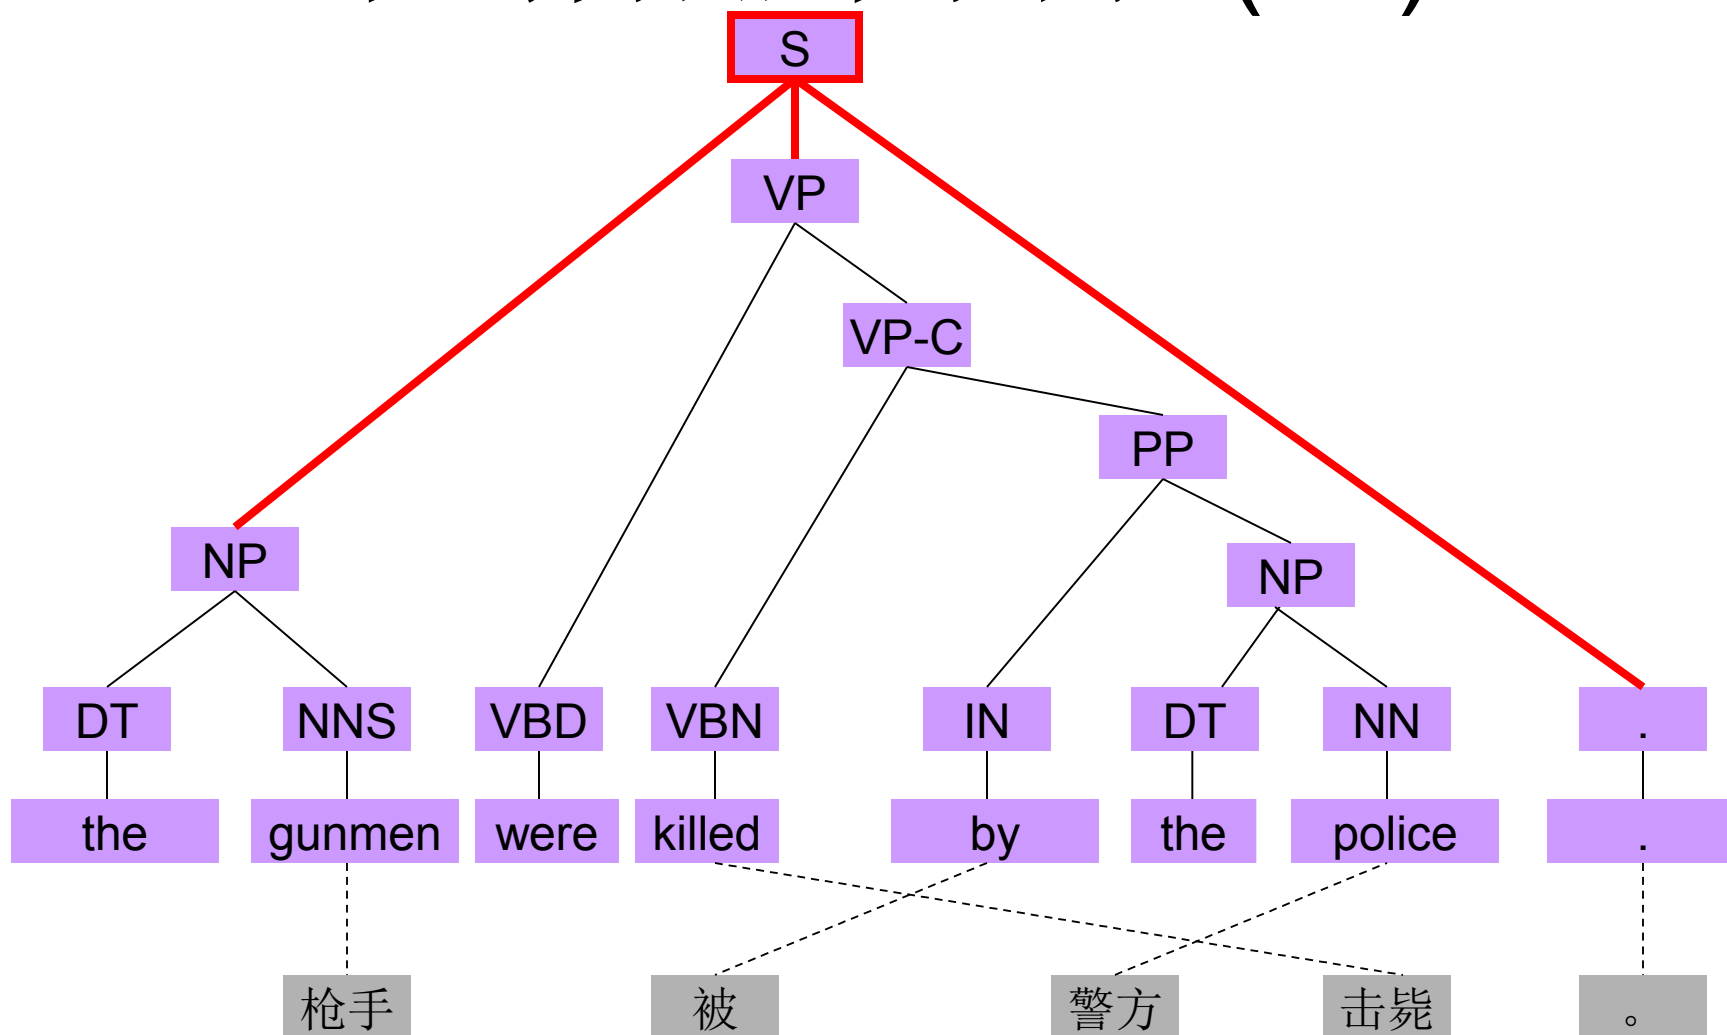 S
VP
VP-C
PP
NP
NP
DT NNS VBD VBN IN DT NN .
the gunmen were killed by the police .
枪手 被 警方 击毙 。